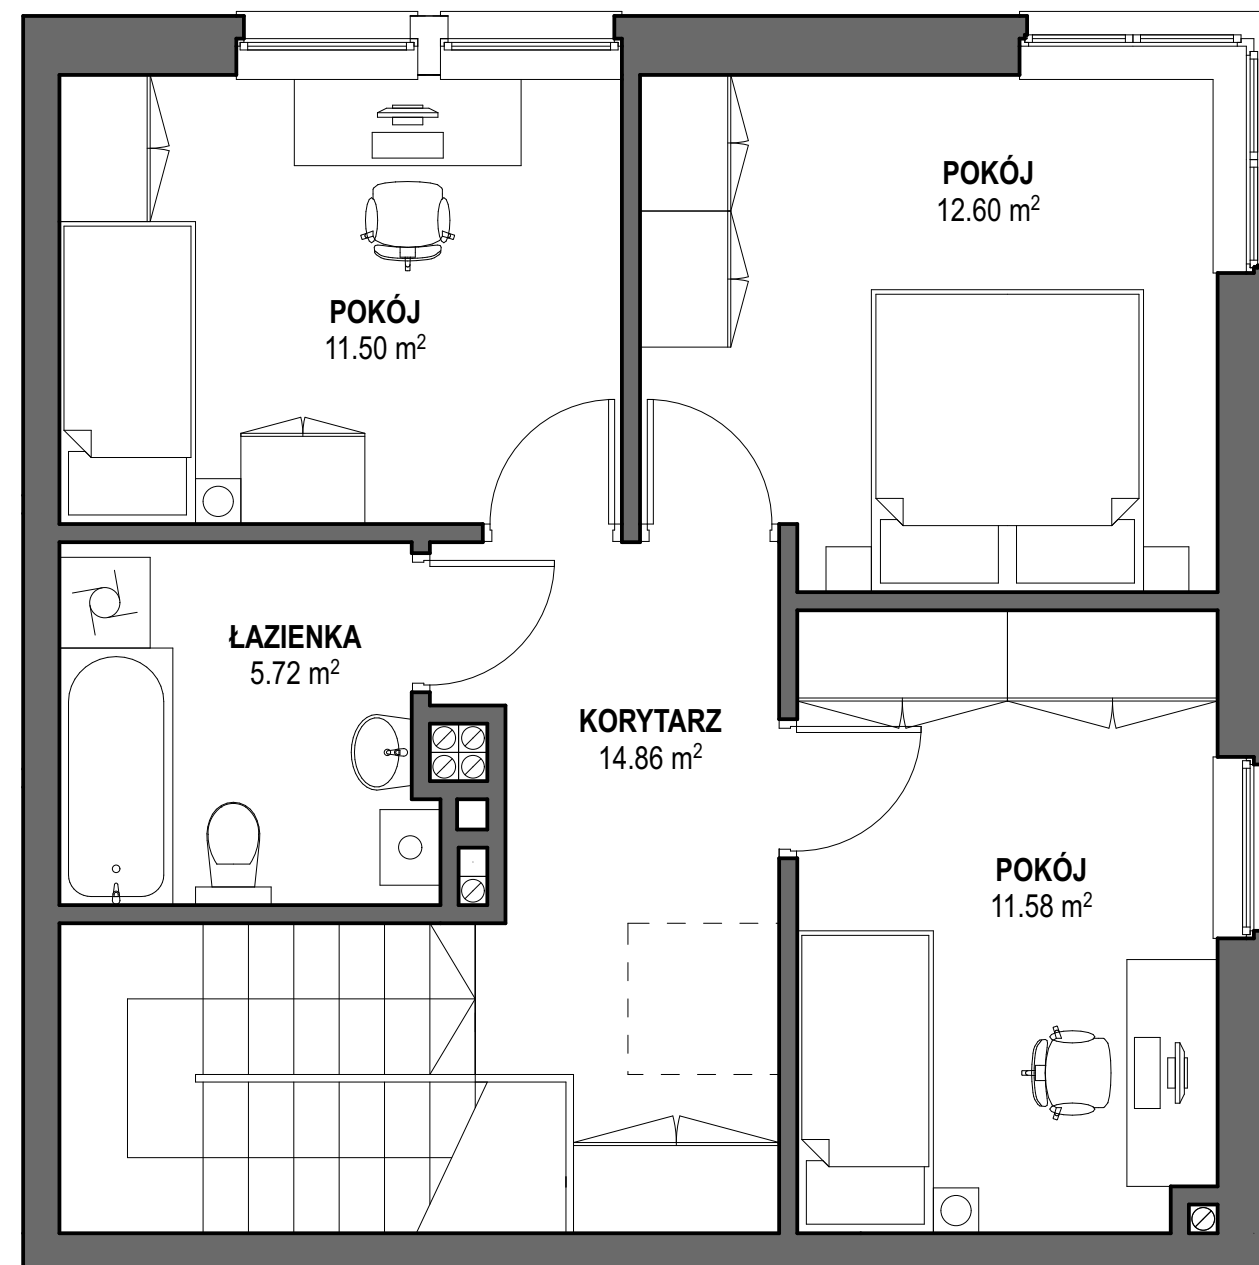 POKÓJ
12.60 m²
POKÓJ
11.50 m²
ŁAZIENKA
5.72 m²
KORYTARZ
14.86 m²
POKÓJ
11.58 m²